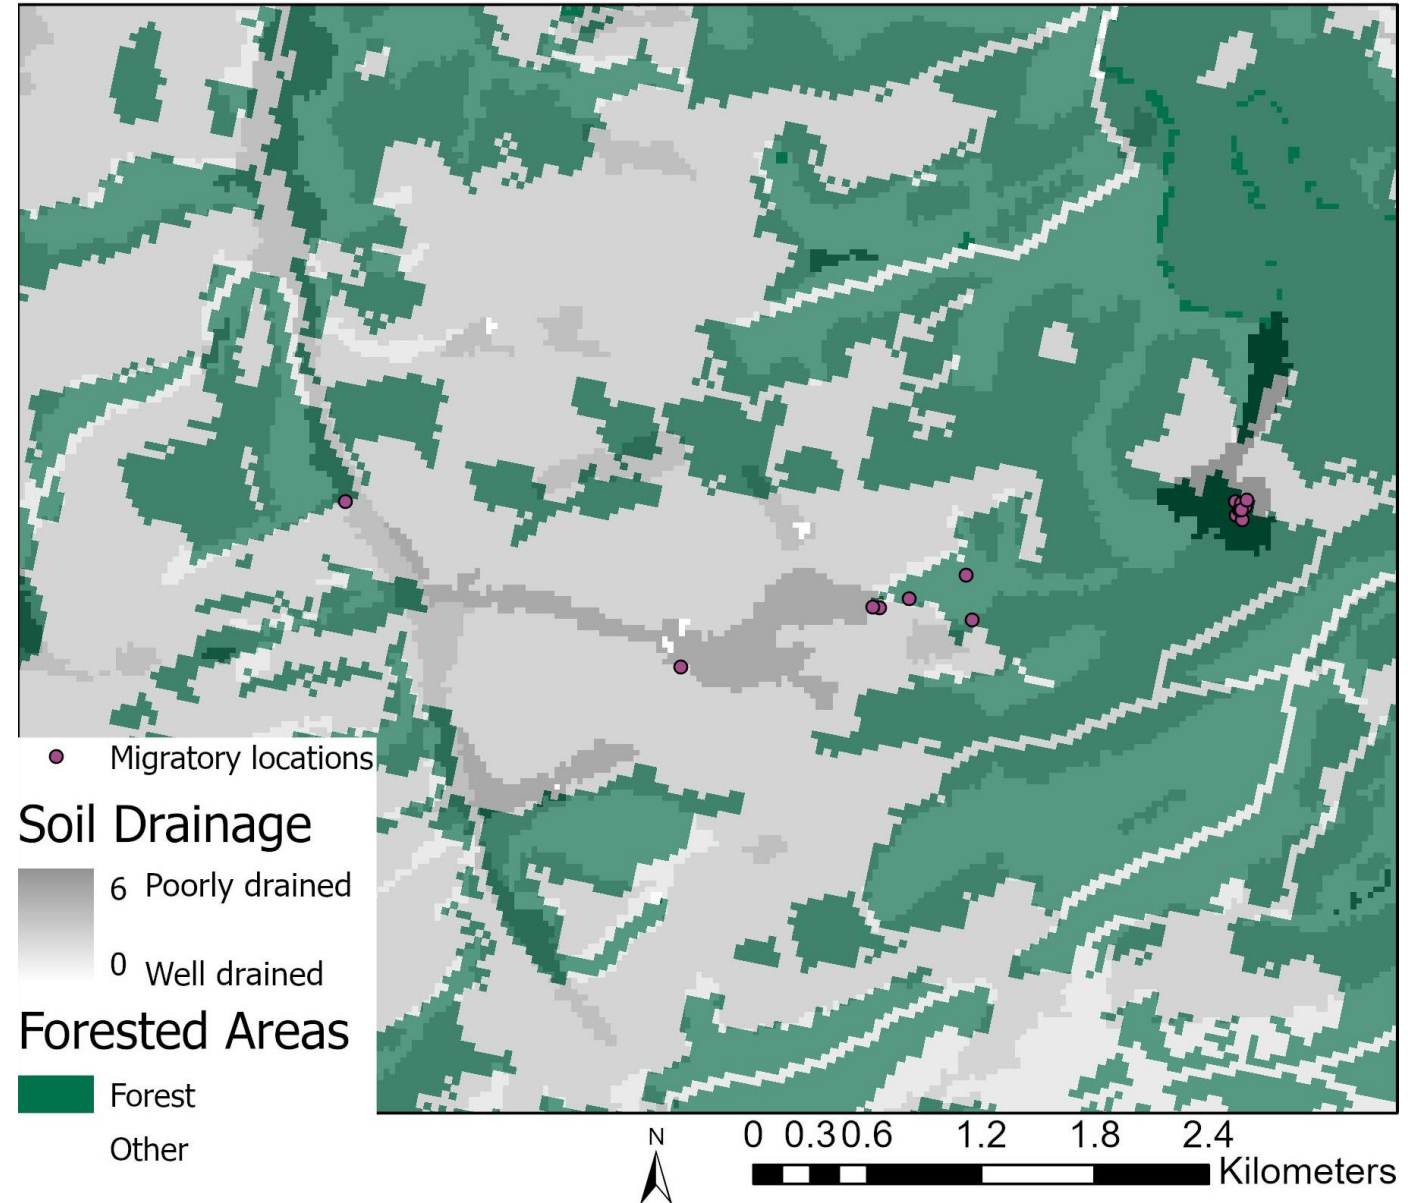 Migratory locations
Soil Drainage
6 Poorly drained
0 Well drained
Forested Areas
Forest
Other
N
0 0.3 0.6 1.2 1.8 2.4
Kilometers